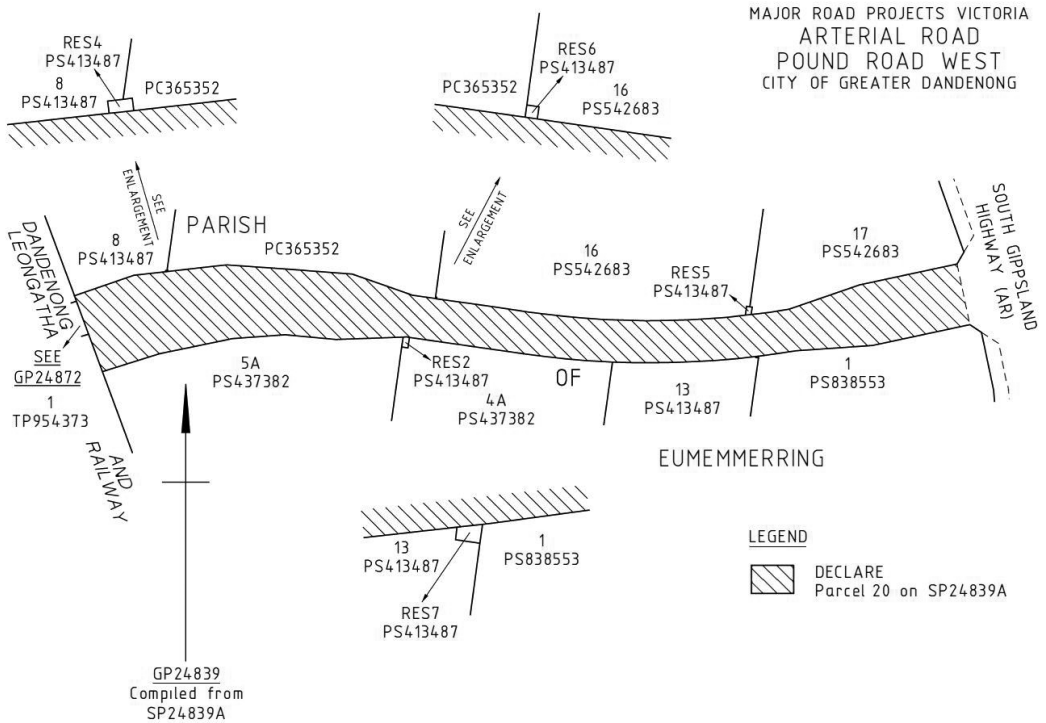 MAJOR ROAD PROJECTS VICTORIA
ARTERIAL ROAD
POUND ROAD WEST
CITY OF GREATER DANDENONG
RES4
PS413487
8
PS413487
PC365352
RES6
PS413487
PC365352
16
PS542683
SEE
ENLARGEMENT
SEE
ENLARGEMENT
PARISH
8
PS413487
PC365352
16
PS542683
RES5
PS413487
17
PS542683
SOUTH GIPPSLAND
HIGHWAY (AR)
DANDENONG
LEONGATHA
SEE
GP24872
1
TP954373
AND
RAILWAY
5A
PS437382
RES2
PS413487
4A
PS437382
OF
13
PS413487
1
PS838553
EUMEMMERRING
13
PS413487
1
PS838553
RES7
PS413487
LEGEND
DECLARE
Parcel 20 on SP24839A
GP24839
Compiled from
SP24839A